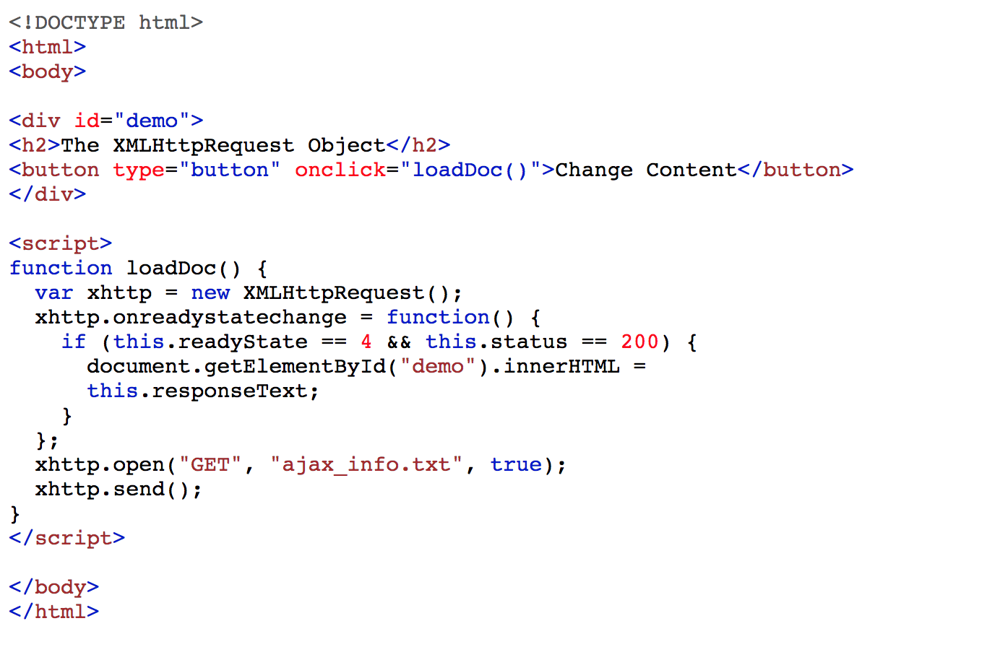 <!DOCTYPE html>
<html>
<body>

<div id="demo">
<h2>The XMLHttpRequest Object</h2>
<button type="button" onclick="loadDoc()">Change Content</button>
</div>

<script>
function loadDoc() {
  var xhttp = new XMLHttpRequest();
  xhttp.onreadystatechange = function() {
    if (this.readyState == 4 && this.status == 200) {
      document.getElementById("demo").innerHTML =
      this.responseText;
    }
  };
  xhttp.open("GET", "ajax_info.txt", true);
  xhttp.send();
}
</script>

</body>
</html>